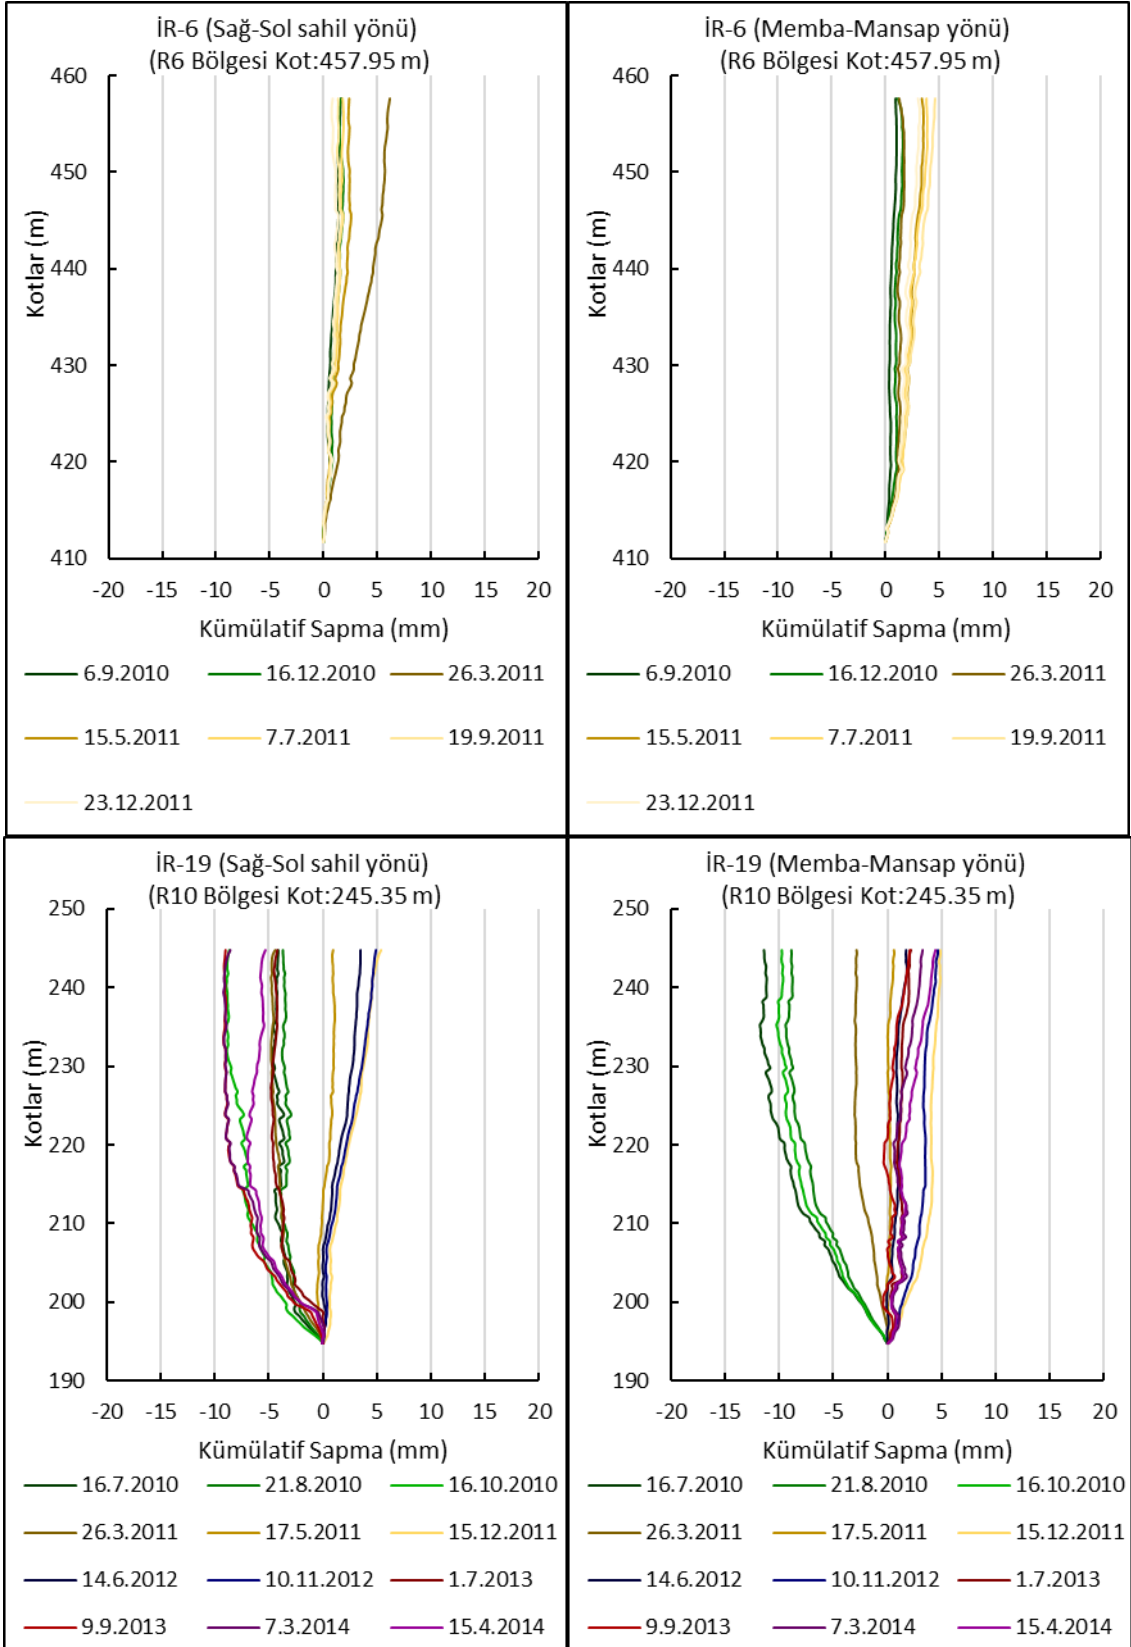 İR-6 (Sağ-Sol sahil yönü)
(R6 Bölgesi Kot:457.95 m)
460
450
440
430
420
410
Kotlar (m)
-20 -15 -10 -5 0 5 10 15 20
Kümülatif Sapma (mm)
6.9.2010 16.12.2010 26.3.2011
15.5.2011 7.7.2011 19.9.2011
23.12.2011
İR-6 (Memba-Mansap yönü)
(R6 Bölgesi Kot:457.95 m)
460
450
440
430
420
410
Kotlar (m)
-20 -15 -10 -5 0 5 10 15 20
Kümülatif Sapma (mm)
6.9.2010 16.12.2010 26.3.2011
15.5.2011 7.7.2011 19.9.2011
23.12.2011
İR-19 (Sağ-Sol sahil yönü)
(R10 Bölgesi Kot:245.35 m)
250
240
230
220
210
200
190
Kotlar (m)
-20 -15 -10 -5 0 5 10 15 20
Kümülatif Sapma (mm)
16.7.2010 21.8.2010 16.10.2010
26.3.2011 17.5.2011 15.12.2011
14.6.2012 10.11.2012 1.7.2013
9.9.2013 7.3.2014 15.4.2014
İR-19 (Memba-Mansap yönü)
(R10 Bölgesi Kot:245.35 m)
250
240
230
220
210
200
190
Kotlar (m)
-20 -15 -10 -5 0 5 10 15 20
Kümülatif Sapma (mm)
16.7.2010 21.8.2010 16.10.2010
26.3.2011 17.5.2011 15.12.2011
14.6.2012 10.11.2012 1.7.2013
9.9.2013 7.3.2014 15.4.2014